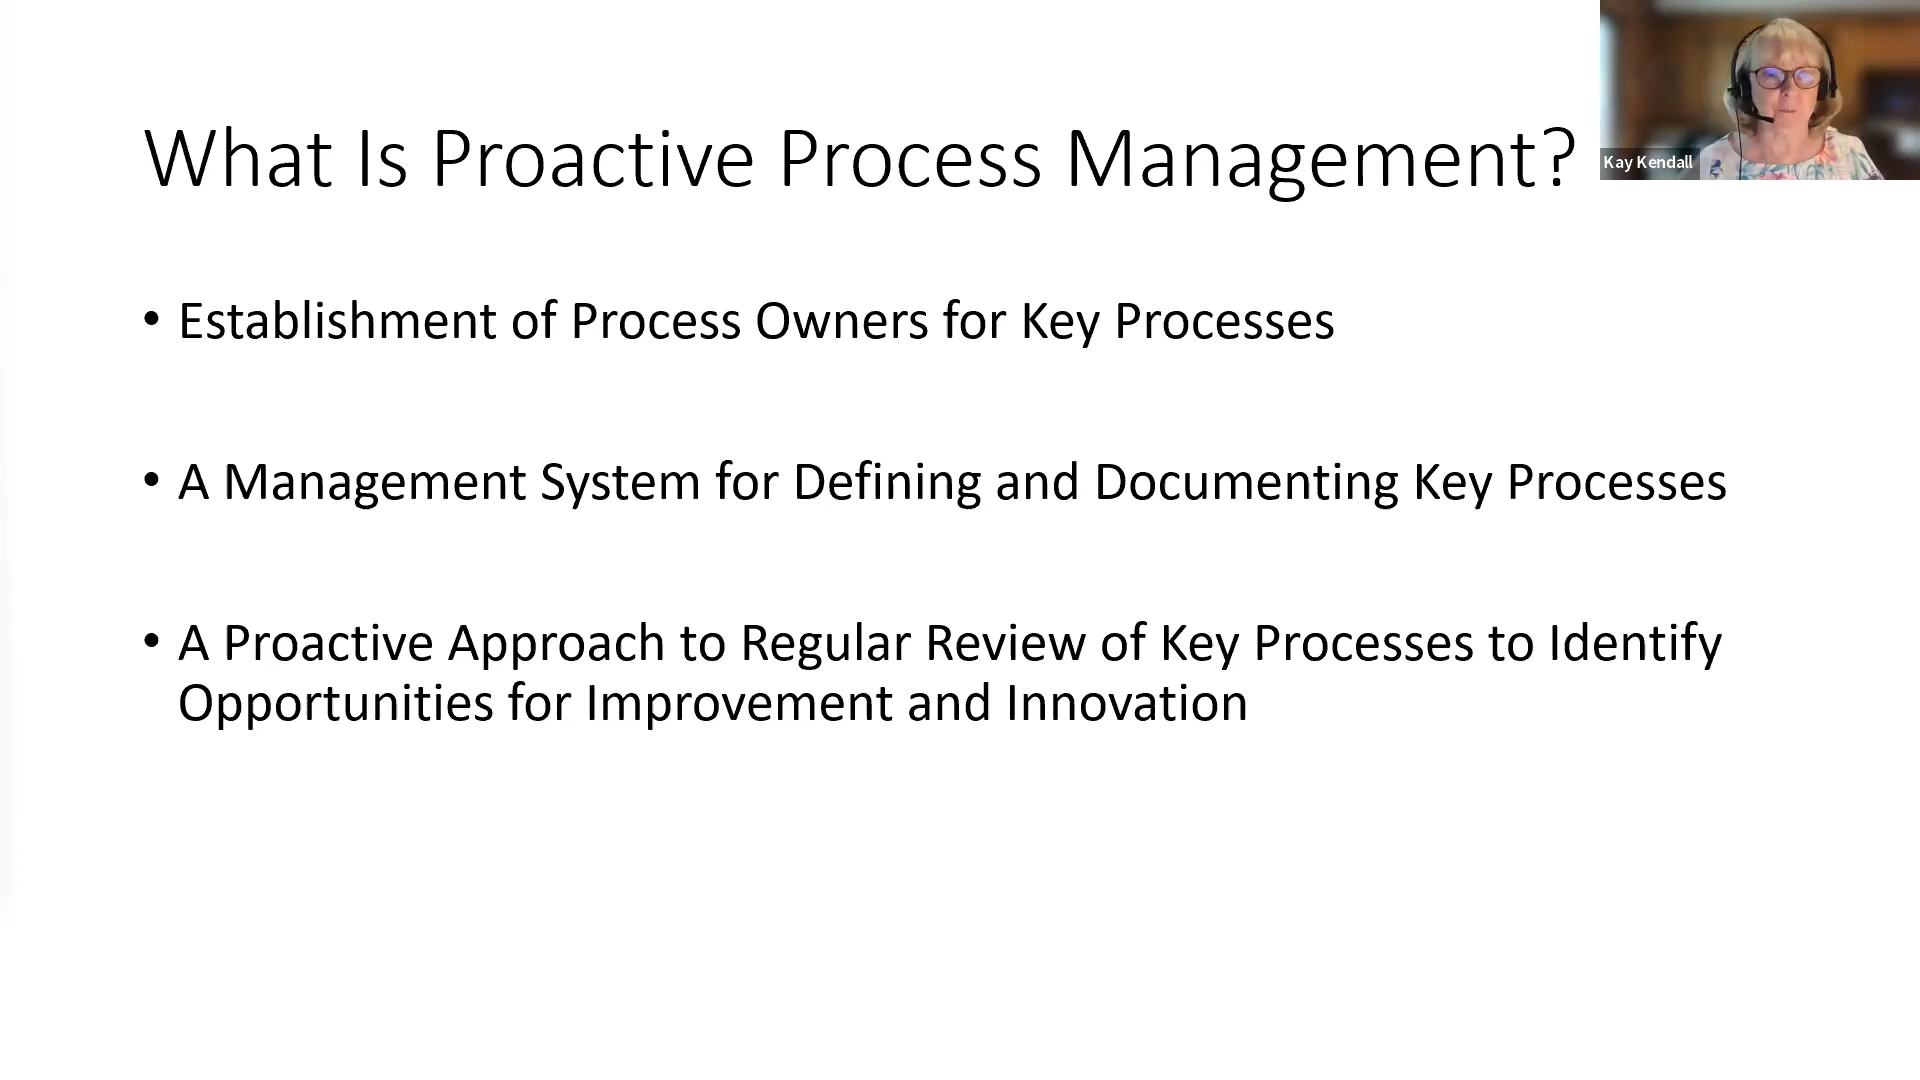 What Is Proactive Process Management?
Kay Kendall
• Establishment of Process Owners for Key Processes
• A Management System for Defining and Documenting Key Processes
• A Proactive Approach to Regular Review of Key Processes to Identify
Opportunities for Improvement and Innovation